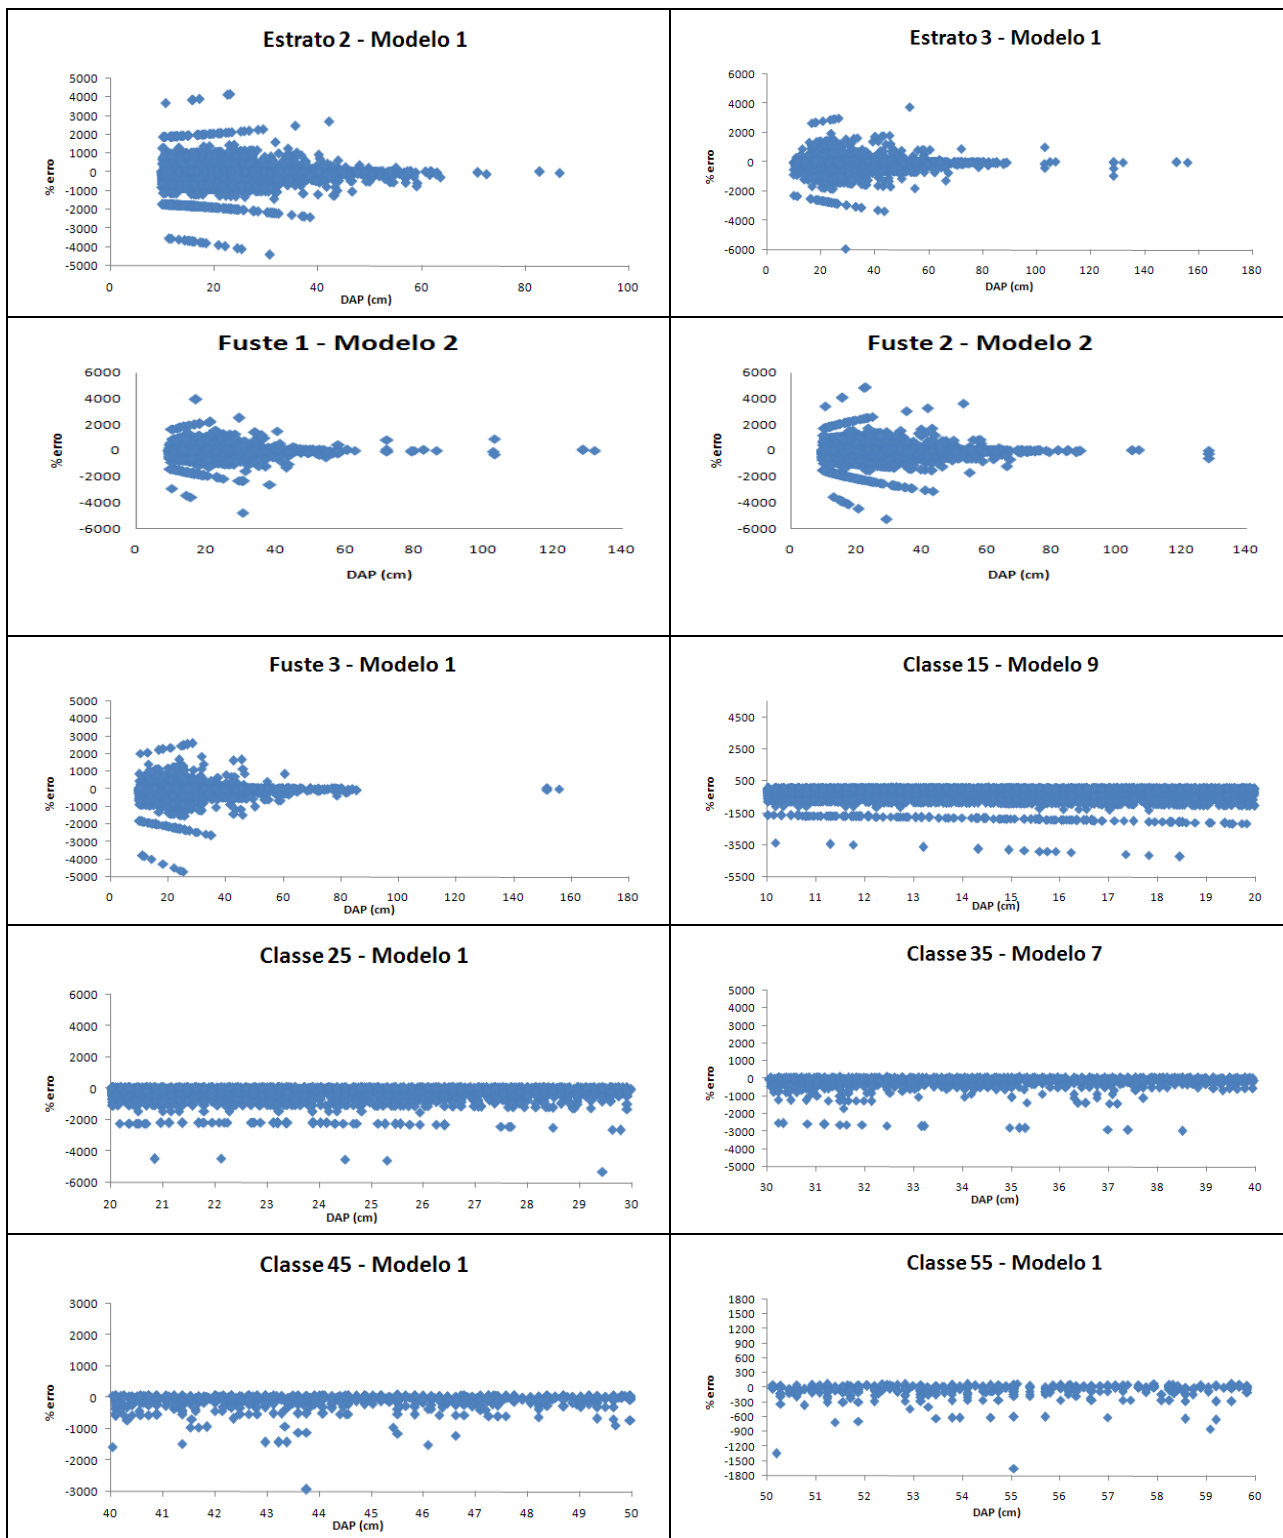 Estrato 2 - Modelo 1
% erro
5000
4000
3000
2000
1000
0
-1000
-2000
-3000
-4000
-5000
0 20 40 60 80 100
DAP (cm)
Estrato 3 - Modelo 1
% erro
6000
4000
2000
0
-2000
-4000
-6000
0 20 40 60 80 100 120 140 160 180
DAP (cm)
Fuste 1 - Modelo 2
% erro
6000
4000
2000
0
-2000
-4000
-6000
0 20 40 60 80 100 120 140
DAP (cm)
Fuste 2 - Modelo 2
% erro
6000
4000
2000
0
-2000
-4000
-6000
0 20 40 60 80 100 120 140
DAP (cm)
Fuste 3 - Modelo 1
% erro
5000
4000
3000
2000
1000
0
-1000
-2000
-3000
-4000
-5000
0 20 40 60 80 100 120 140 160 180
DAP (cm)
Classe 15 - Modelo 9
% erro
4500
2500
500
-1500
-3500
-5500
10 11 12 13 14 15 16 17 18 19 20
DAP (cm)
Classe 25 - Modelo 1
% erro
6000
4000
2000
0
-2000
-4000
-6000
20 21 22 23 24 25 26 27 28 29 30
DAP (cm)
Classe 35 - Modelo 7
% erro
5000
4000
3000
2000
1000
0
-1000
-2000
-3000
-4000
-5000
30 31 32 33 34 35 36 37 38 39 40
DAP (cm)
Classe 45 - Modelo 1
% erro
3000
2000
1000
0
-1000
-2000
-3000
40 41 42 43 44 45 46 47 48 49 50
DAP (cm)
Classe 55 - Modelo 1
% erro
1800
1500
1200
900
600
300
0
-300
-600
-900
-1200
-1500
-1800
50 51 52 53 54 55 56 57 58 59 60
DAP (cm)